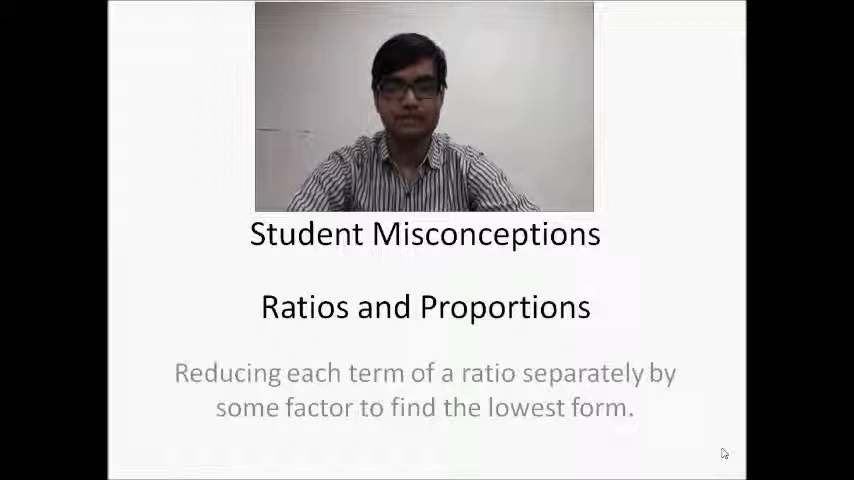 Student Misconceptions
Ratios and Proportions
Reducing each term of a ratio separately by
some factor to find the lowest form.